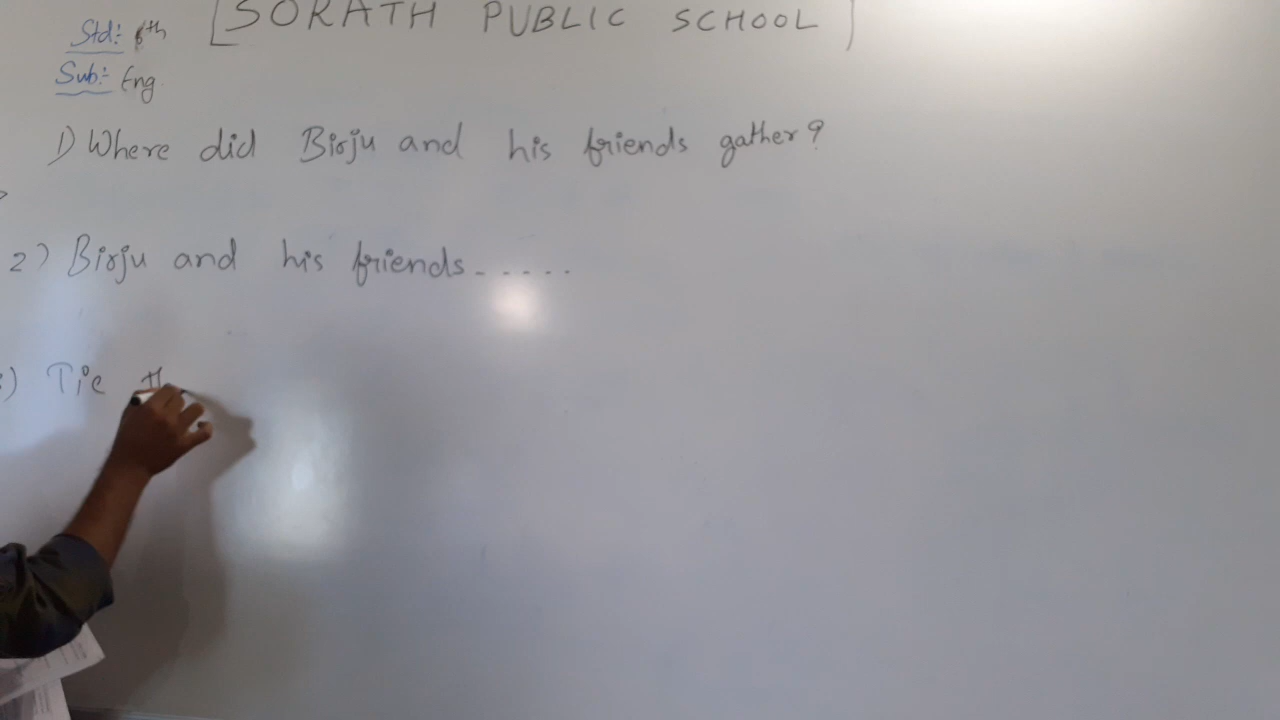 [SORATH PUBLIC SCHOOL]
Std:- 6th
Sub:- Eng
1) Where did Birju and his friends gather?
2) Birju and his friends.....
) Tie